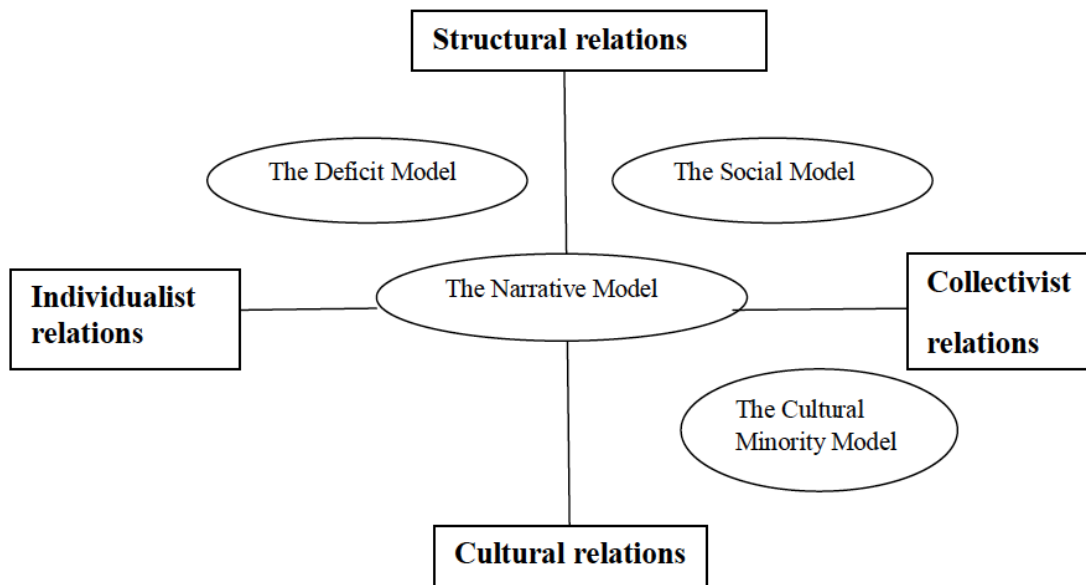 Structural relations
The Deficit Model
The Social Model
Individualist
relations
The Narrative Model
Collectivist
relations
The Cultural
Minority Model
Cultural relations